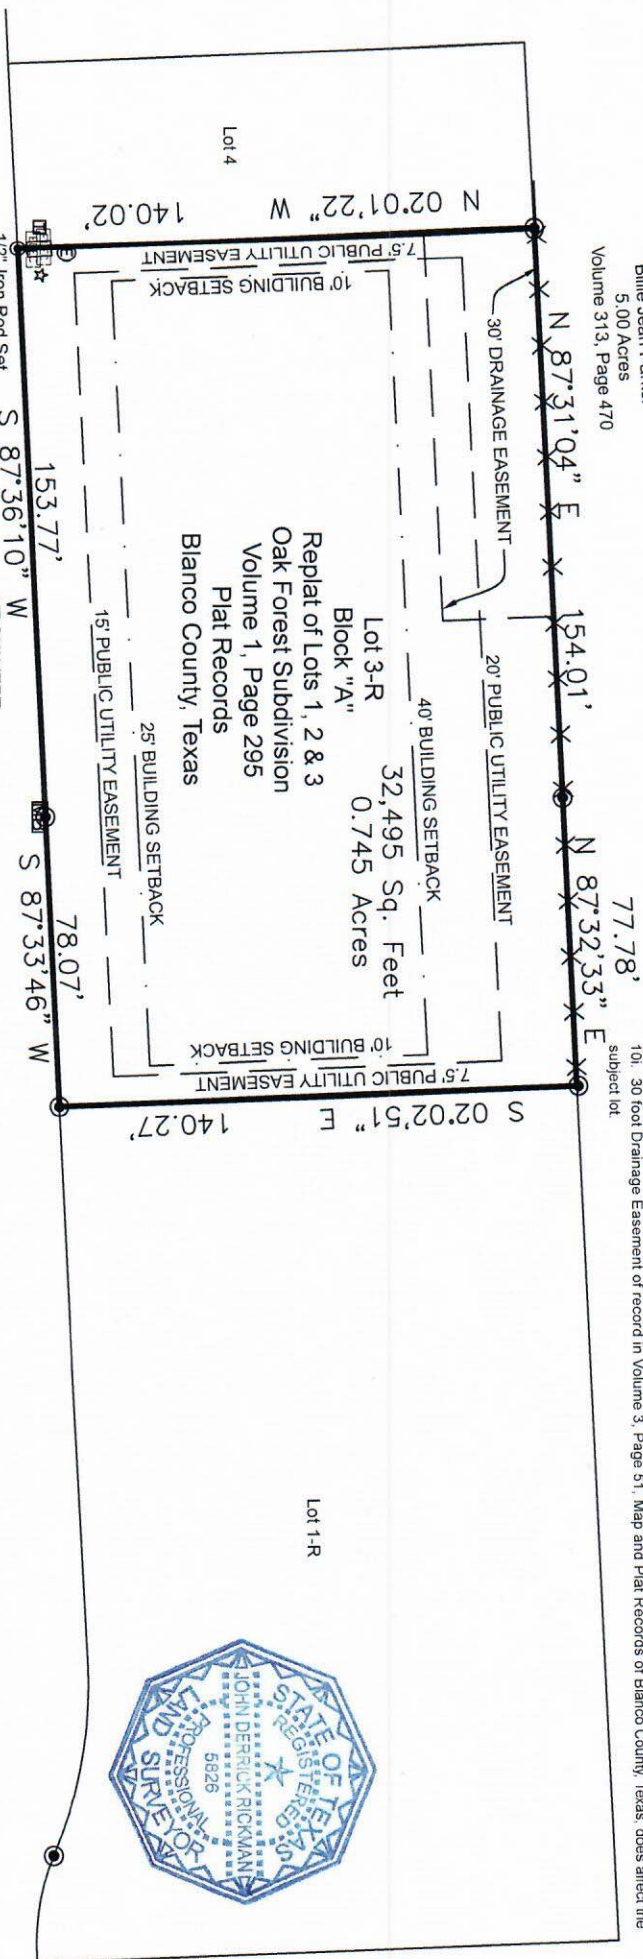 5.00 Acres
Volume 313, Page 470
10i. 30 foot Drainage Easement of record in Volume 3, Page 51, Map and Plat Records of Blanco County, Texas, does affect the
subject lot.
N 87°31'04" E 154.01'
77.78'
N 87°32'33" E
Lot 4
N 02°01'22" W 140.02'
7.5' PUBLIC UTILITY EASEMENT
10' BUILDING SETBACK
30' DRAINAGE EASEMENT
20' PUBLIC UTILITY EASEMENT
40' BUILDING SETBACK
32,495 Sq. Feet
0.745 Acres
Lot 3-R
Block "A"
Replat of Lots 1, 2 & 3
Oak Forest Subdivision
Volume 1, Page 295
Plat Records
Blanco County, Texas
25' BUILDING SETBACK
15' PUBLIC UTILITY EASEMENT
10' BUILDING SETBACK
7.5' PUBLIC UTILITY EASEMENT
S 02°02'51" E 140.27'
Lot 1-R
E
T
1/2" Iron Rod Set
153.77'
S 87°36'10" W
78.07'
S 87°33'46" W
STATE OF TEXAS
REGISTERED
JOHN DERRICK RICKMAN
5826
PROFESSIONAL
LAND SURVEYOR